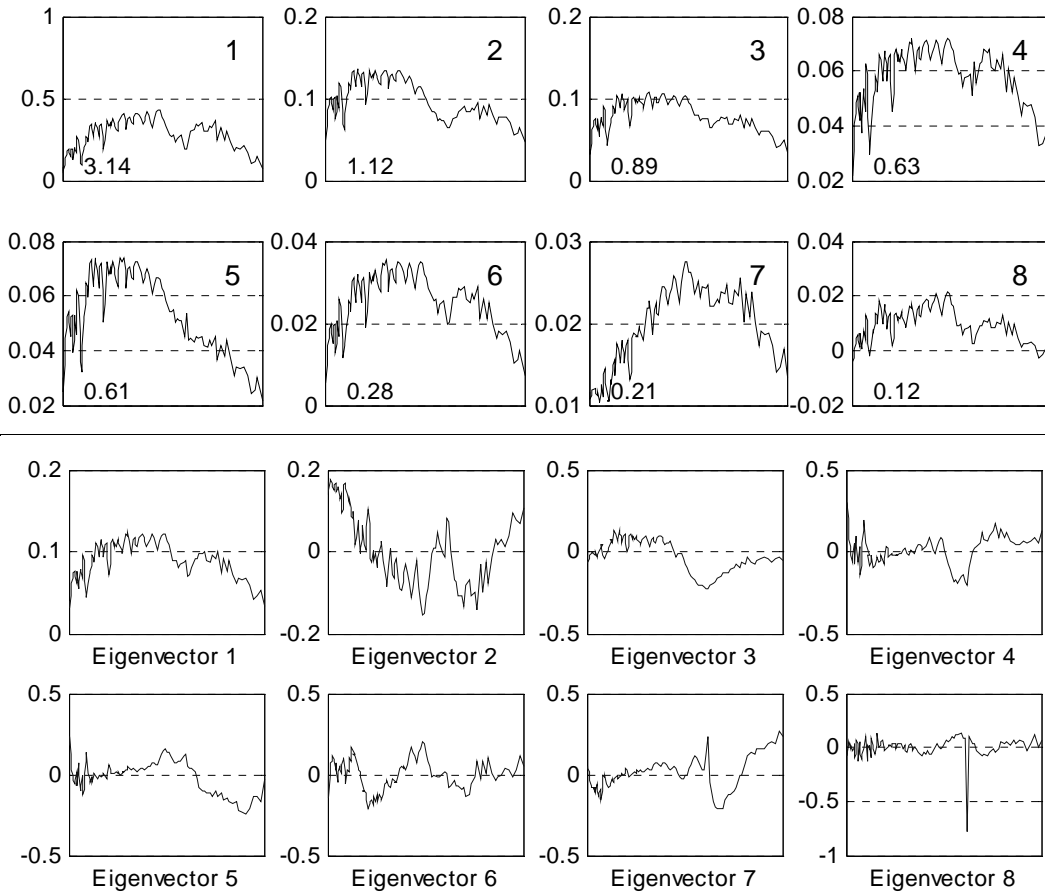 1 0.5 0 1 3.14
0.2 0.1 0 2 1.12
0.2 0.1 0 3 0.89
0.08 0.06 0.04 0.02 4 0.63
0.08 0.06 0.04 0.02 5 0.61
0.04 0.02 0 6 0.28
0.03 0.02 0.01 7 0.21
0.04 0.02 0 -0.02 8 0.12
0.2 0.1 0
Eigenvector 1
0.2 0 -0.2
Eigenvector 2
0.5 0 -0.5
Eigenvector 3
0.5 0 -0.5
Eigenvector 4
0.5 0 -0.5
Eigenvector 5
0.5 0 -0.5
Eigenvector 6
0.5 0 -0.5
Eigenvector 7
0.5 0 -0.5 -1
Eigenvector 8